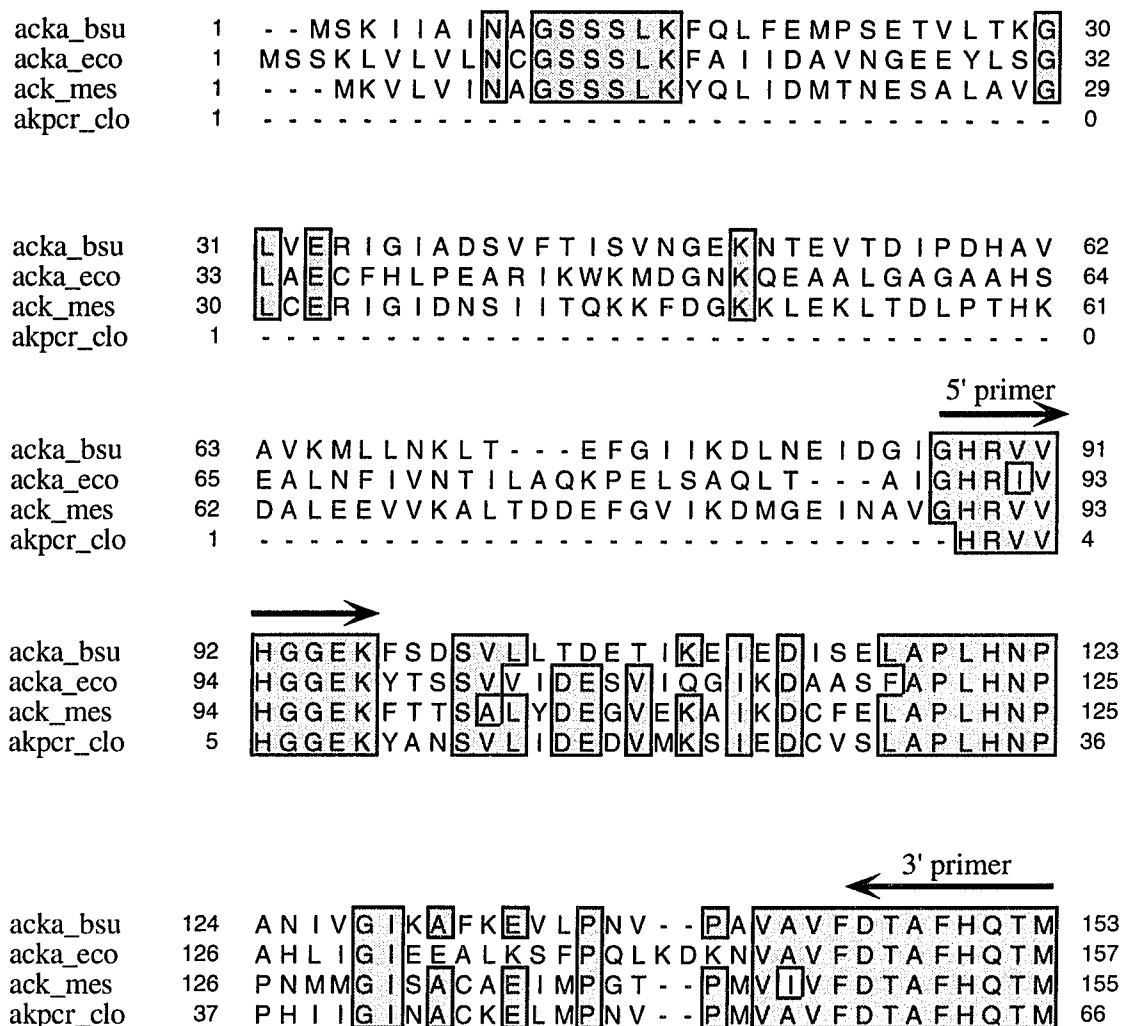 acka_bsu 1 - - M S K I I A I N A G S S S L K F Q L F E M P S E T V L T K G 30
acka_eco 1 M S S K L V L V L N C G S S S L K F A I I D A V N G E E Y L S G 32
ack_mes 1 - - - M K V L V I N A G S S S L K Y Q L I D M T N E S A L A V G 29
akpcr_clo 1 - - - - - - - - - - - - - - - - - - - - - - - - - - - - - - - - 0
acka_bsu 31 L V E R I G I A D S V F T I S V N G E K N T E V T D I P D H A V 62
acka_eco 33 L A E C F H L P E A R I K W K M D G N K Q E A A L G A G A A H S 64
ack_mes 30 L C E R I G I D N S I I T Q K K F D G K K L E K L T D L P T H K 61
akpcr_clo 1 - - - - - - - - - - - - - - - - - - - - - - - - - - - - - - - - 0
5' primer
acka_bsu 63 A V K M L L N K L T - - - E F G I I K D L N E I D G I G H R V V 91
acka_eco 65 E A L N F I V N T I L A Q K P E L S A Q L T - - - A I G H R I V 93
ack_mes 62 D A L E E V V K A L T D D E F G V I K D M G E I N A V G H R V V 93
akpcr_clo 1 - - - - - - - - - - - - - - - - - - - - - - - - - - - - H R V V 4
acka_bsu 92 H G G E K F S D S V L L T D E T I K E I E D I S E L A P L H N P 123
acka_eco 94 H G G E K Y T S S V V I D E S V I Q G I K D A A S F A P L H N P 125
ack_mes 94 H G G E K F T T S A L Y D E G V E K A I K D C F E L A P L H N P 125
akpcr_clo 5 H G G E K Y A N S V L I D E D V M K S I E D C V S L A P L H N P 36
3' primer
acka_bsu 124 A N I V G I K A F K E V L P N V - - P A V A V F D T A F H Q T M 153
acka_eco 126 A H L I G I E E A L K S F P Q L K D K N V A V F D T A F H Q T M 157
ack_mes 126 P N M M G I S A C A E I M P G T - - P M V I V F D T A F H Q T M 155
akpcr_clo 37 P H I I G I N A C K E L M P N V - - P M V A V F D T A F H Q T M 66